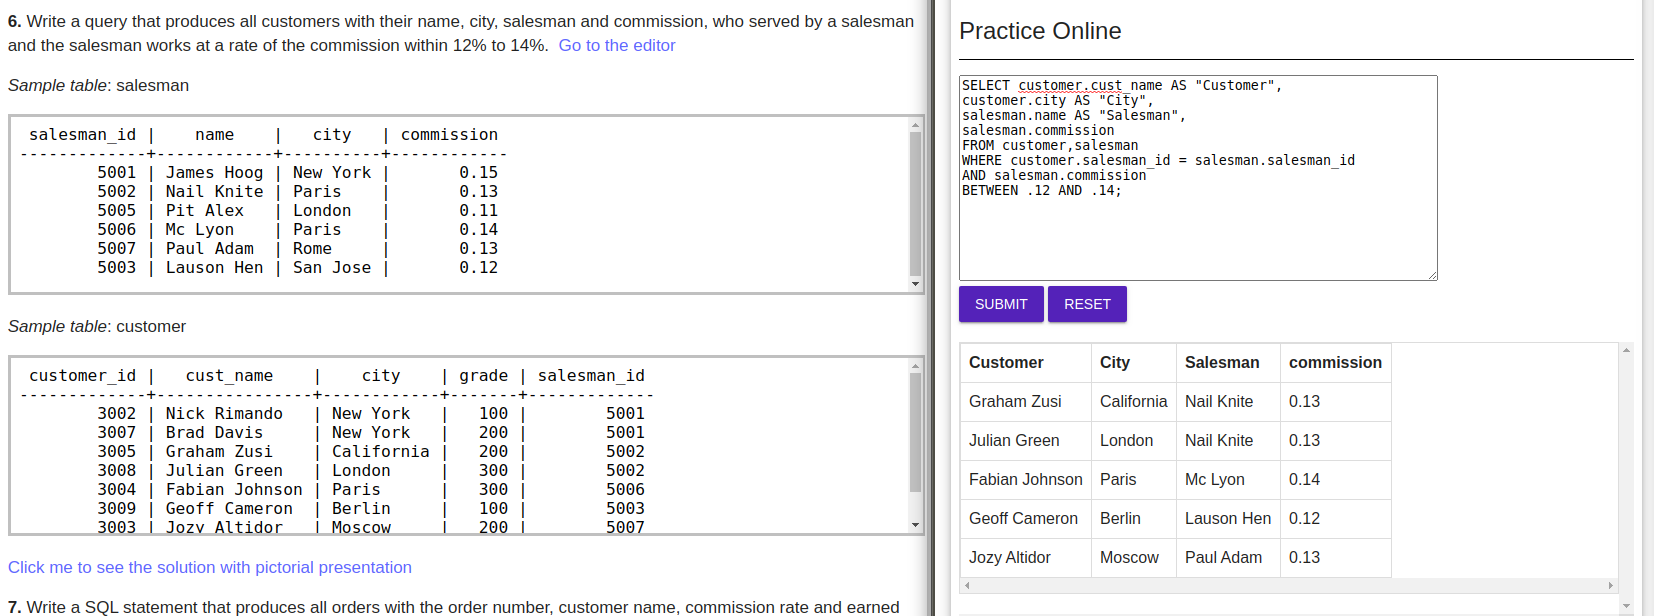 6. Write a query that produces all customers with their name, city, salesman and commission, who served by a salesman
and the salesman works at a rate of the commission within 12% to 14%.  Go to the editor
Sample table: salesman
 salesman_id |    name    |   city   | commission
-------------+------------+----------+------------
        5001 | James Hoog | New York |       0.15
        5002 | Nail Knite | Paris    |       0.13
        5005 | Pit Alex   | London   |       0.11
        5006 | Mc Lyon    | Paris    |       0.14
        5007 | Paul Adam  | Rome     |       0.13
        5003 | Lauson Hen | San Jose |       0.12
Sample table: customer
 customer_id |   cust_name    |    city    | grade | salesman_id
-------------+----------------+------------+-------+-------------
        3002 | Nick Rimando   | New York   |   100 |        5001
        3007 | Brad Davis     | New York   |   200 |        5001
        3005 | Graham Zusi    | California |   200 |        5002
        3008 | Julian Green   | London     |   300 |        5002
        3004 | Fabian Johnson | Paris      |   300 |        5006
        3009 | Geoff Cameron  | Berlin     |   100 |        5003
        3003 | Jozy Altidor   | Moscow     |   200 |        5007
Click me to see the solution with pictorial presentation
7. Write a SQL statement that produces all orders with the order number, customer name, commission rate and earned
Practice Online
SELECT customer.cust_name AS "Customer",
customer.city AS "City",
salesman.name AS "Salesman",
salesman.commission
FROM customer,salesman
WHERE customer.salesman_id = salesman.salesman_id
AND salesman.commission
BETWEEN .12 AND .14;
SUBMIT RESET
Customer City Salesman commission
Graham Zusi California Nail Knite 0.13
Julian Green London Nail Knite 0.13
Fabian Johnson Paris Mc Lyon 0.14
Geoff Cameron Berlin Lauson Hen 0.12
Jozy Altidor Moscow Paul Adam 0.13